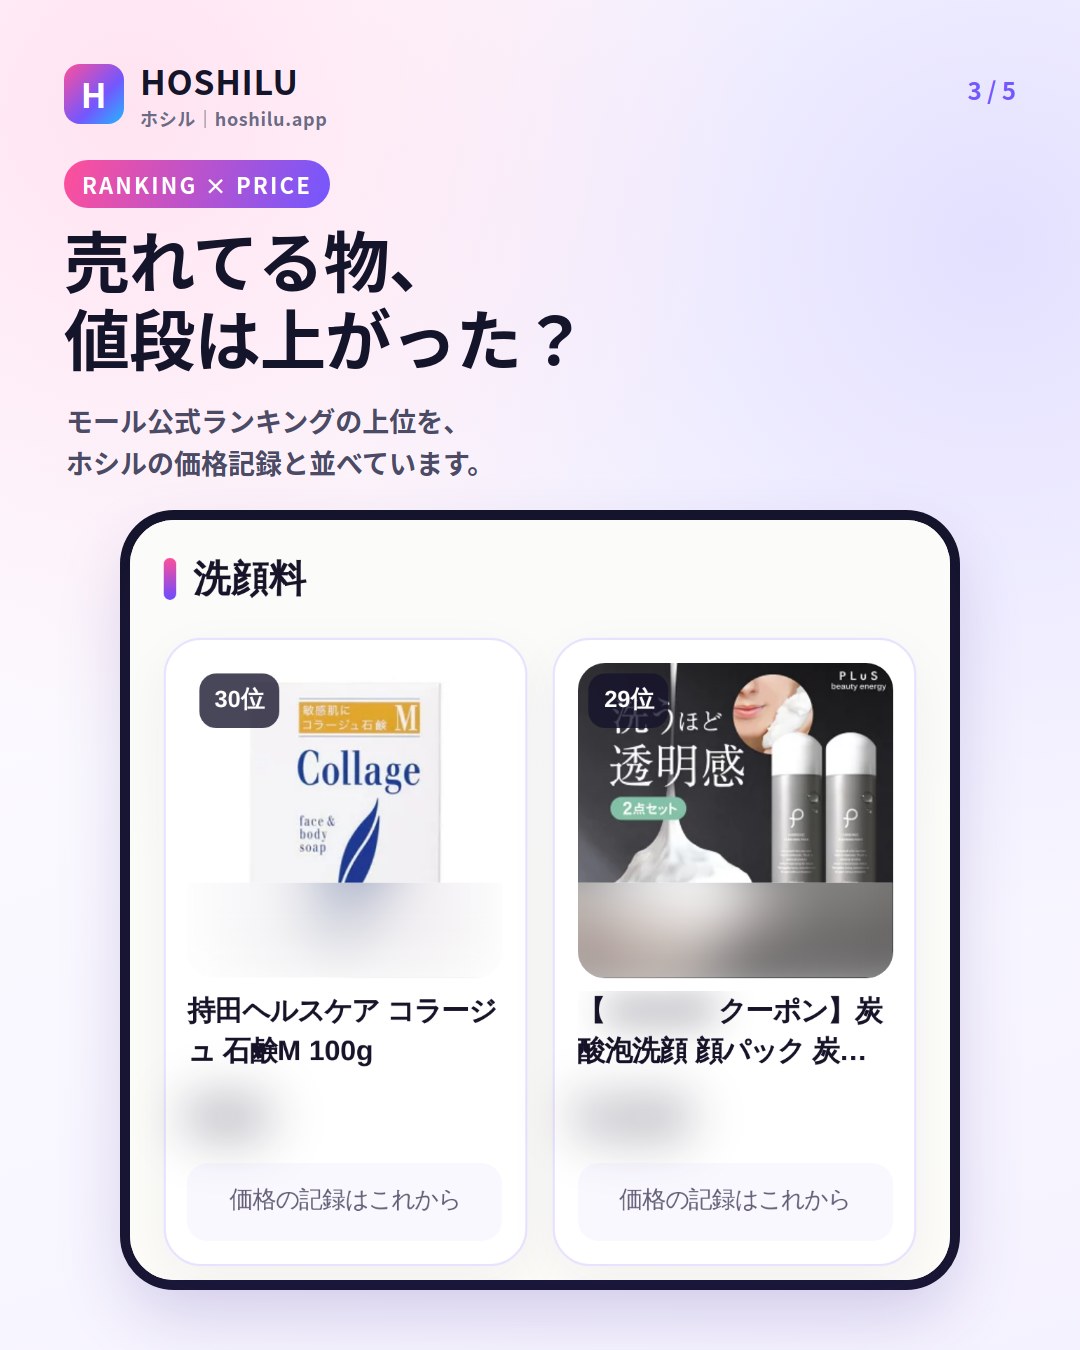 H
HOSHILU
ホシル｜hoshilu.app
3 / 5
RANKING × PRICE
売れてる物、
値段は上がった？
モール公式ランキングの上位を、
ホシルの価格記録と並べています。
洗顔料
30位
敏感肌に
コラージュ石鹸 M
Collage
face &
body
soap
29位
PLuS
beauty energy
洗うほど
透明感
2点セット
持田ヘルスケア コラージ
ュ 石鹸M 100g
【 クーポン】炭
酸泡洗顔 顔パック 炭…
価格の記録はこれから
価格の記録はこれから